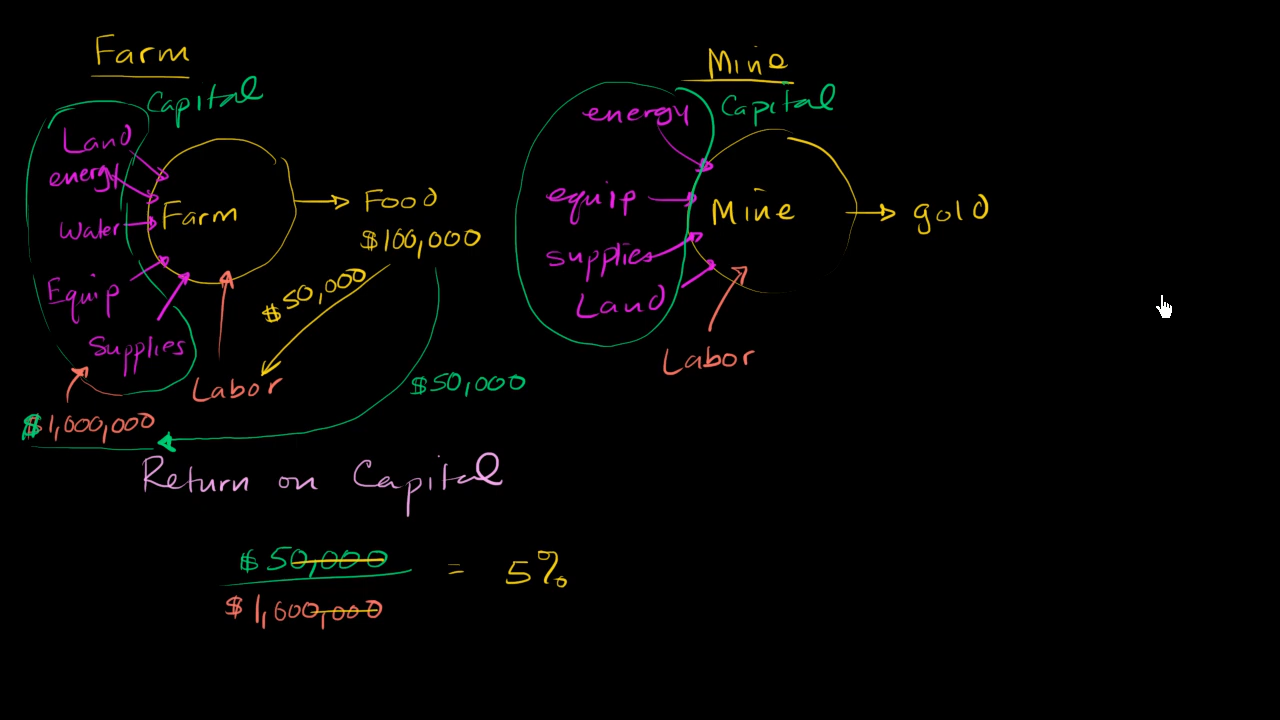 Farm
Capital
Land
energy
Water
Equip
Supplies
Farm
Food
$100,000
$50,000
Labor
$50,000
$1,000,000
Mine
Capital
energy
equip
supplies
Land
Mine
gold
Labor
Return on Capital
$50,000 = 5%
$1,000,000